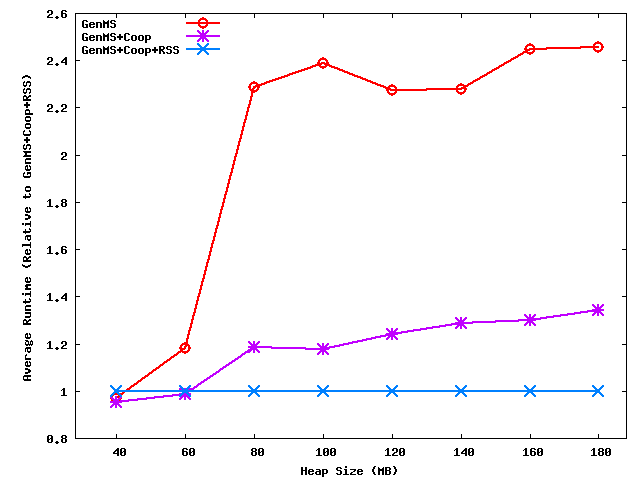 GenMS
GenMS+Coop
GenMS+Coop+RSS
Average Runtime (Relative to GenMS+Coop+RSS)
2.6
2.4
2.2
2
1.8
1.6
1.4
1.2
1
0.8
40 60 80 100 120 140 160 180
Heap Size (MB)